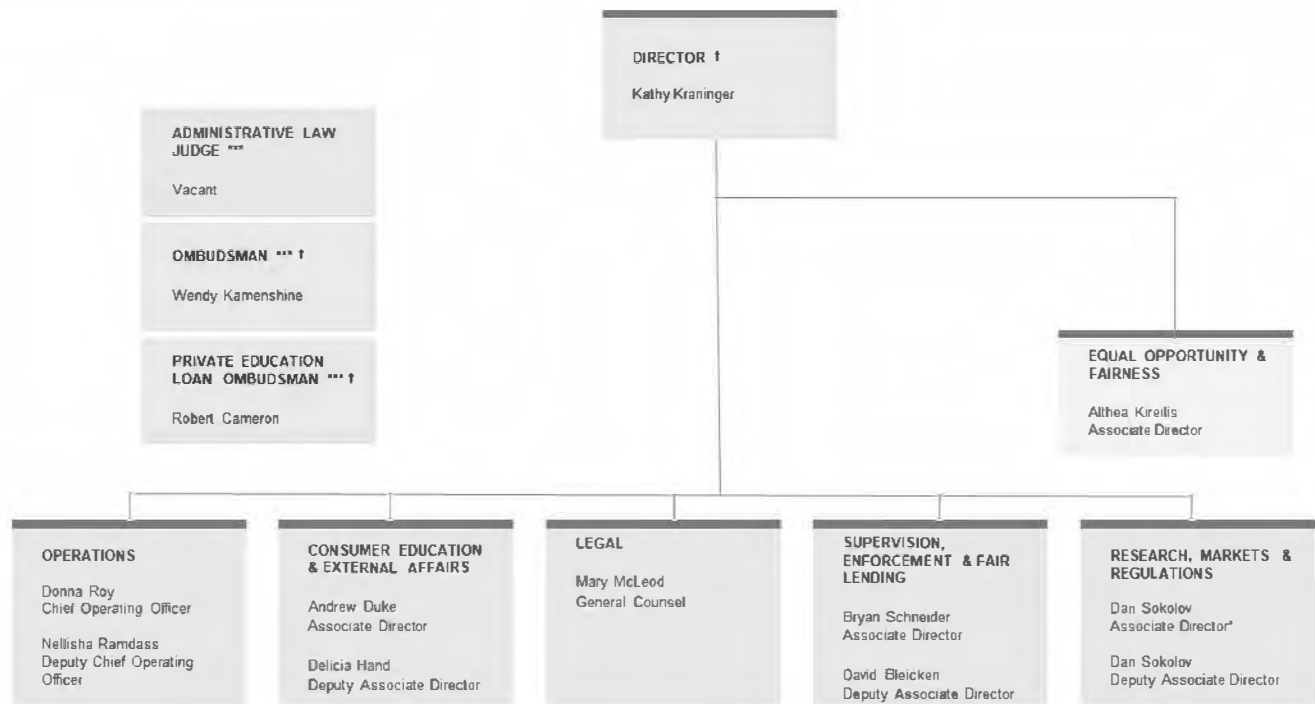 DIRECTOR †
Kathy Kraninger
ADMINISTRATIVE LAW
JUDGE ***
Vacant
OMBUDSMAN *** †
Wendy Kamenshine
PRIVATE EDUCATION
LOAN OMBUDSMAN *** †
Robert Cameron
EQUAL OPPORTUNITY &
FAIRNESS
Althea Kireilis
Associate Director
OPERATIONS
Donna Roy
Chief Operating Officer
Nellisha Ramdass
Deputy Chief Operating
Officer
CONSUMER EDUCATION
& EXTERNAL AFFAIRS
Andrew Duke
Associate Director
Delicia Hand
Deputy Associate Director
LEGAL
Mary McLeod
General Counsel
SUPERVISION,
ENFORCEMENT & FAIR
LENDING
Bryan Schneider
Associate Director
David Bleicken
Deputy Associate Director
RESEARCH, MARKETS &
REGULATIONS
Dan Sokolov
Associate Director*
Dan Sokolov
Deputy Associate Director